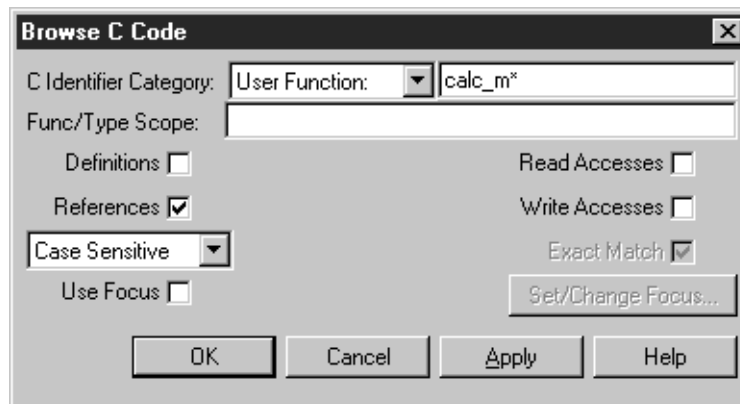 Browse C Code
C Identifier Category: User Function: calc_m*
Func/Type Scope:
Definitions Read Accesses
References Write Accesses
Case Sensitive Exact Match
Use Focus Set/Change Focus...
OK Cancel Apply Help